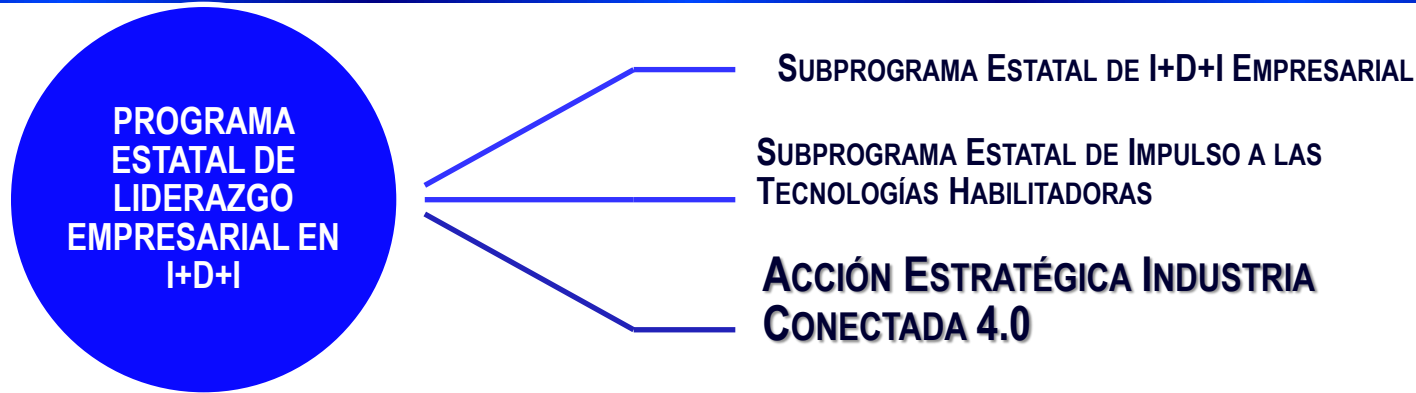 PROGRAMA
ESTATAL DE
LIDERAZGO
EMPRESARIAL EN
I+D+I
SUBPROGRAMA ESTATAL DE I+D+I EMPRESARIAL
SUBPROGRAMA ESTATAL DE IMPULSO A LAS
TECNOLOGÍAS HABILITADORAS
ACCIÓN ESTRATÉGICA INDUSTRIA
CONECTADA 4.0